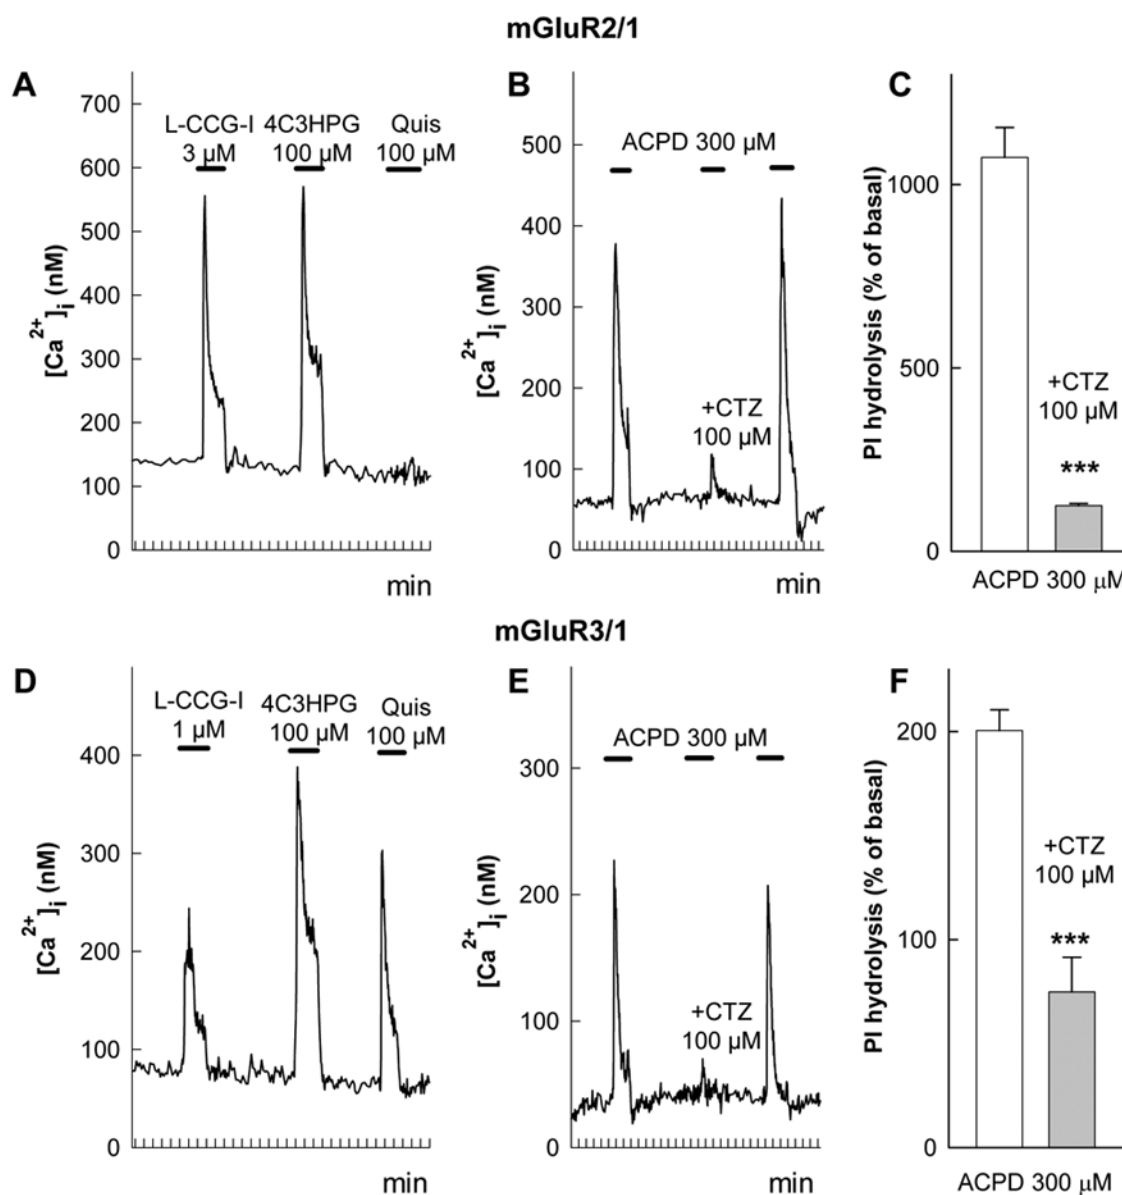 mGluR2/1
A
L-CCG-I
3 µM
4C3HPG
100 µM
Quis
100 µM
[Ca2+]i (nM)
700
600
500
400
300
200
100
0
min
B
ACPD 300 µM
+CTZ
100 µM
[Ca2+]i (nM)
500
400
300
200
100
0
min
C
PI hydrolysis (% of basal)
1000
500
0
+CTZ
100 µM
***
ACPD 300 µM
mGluR3/1
D
L-CCG-I
1 µM
4C3HPG
100 µM
Quis
100 µM
[Ca2+]i (nM)
400
300
200
100
0
min
E
ACPD 300 µM
+CTZ
100 µM
[Ca2+]i (nM)
300
200
100
0
min
F
PI hydrolysis (% of basal)
200
100
0
+CTZ
100 µM
***
ACPD 300 µM